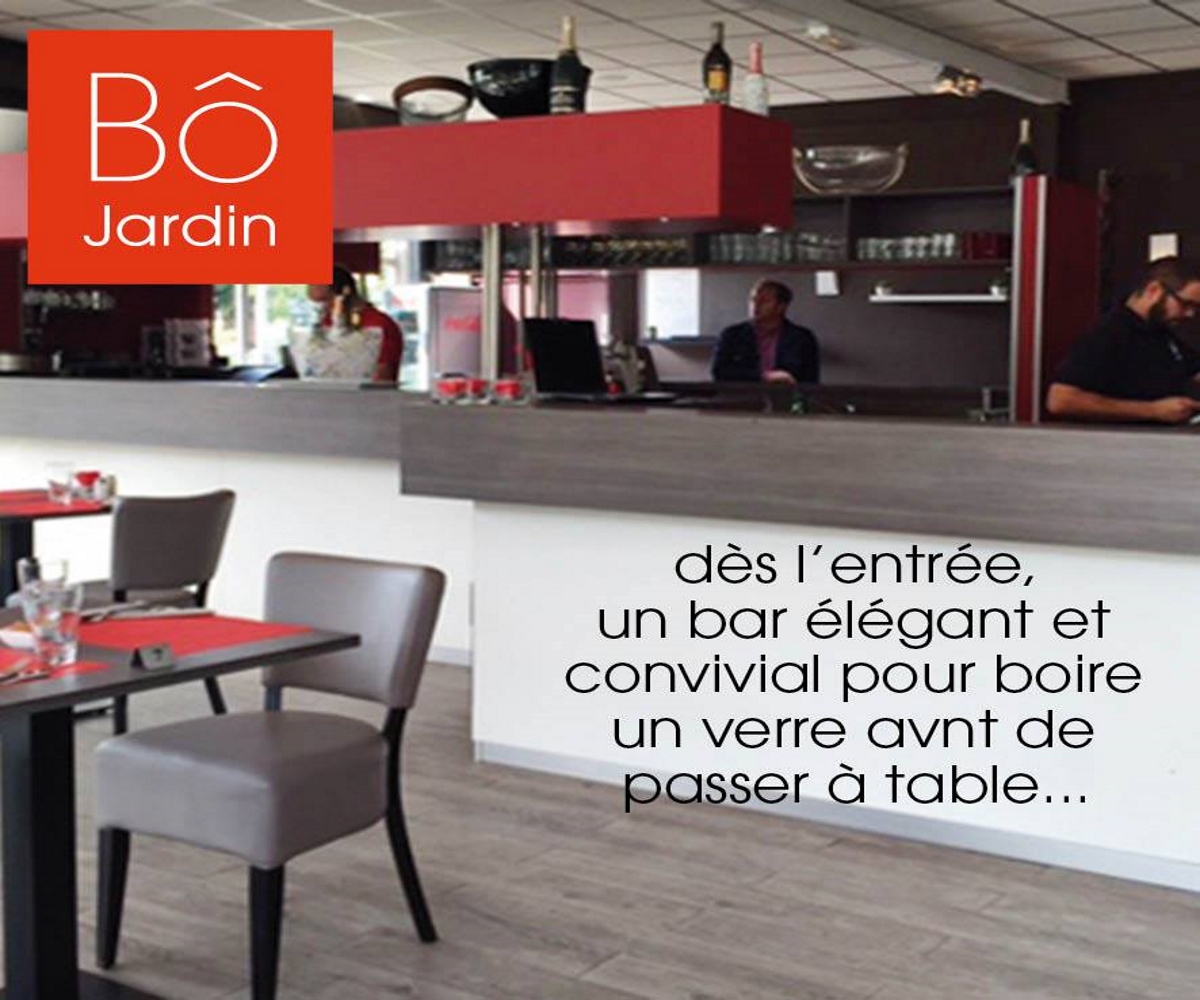 Bô
Jardin
dès l'entrée,
un bar élégant et
convivial pour boire
un verre avnt de
passer à table...